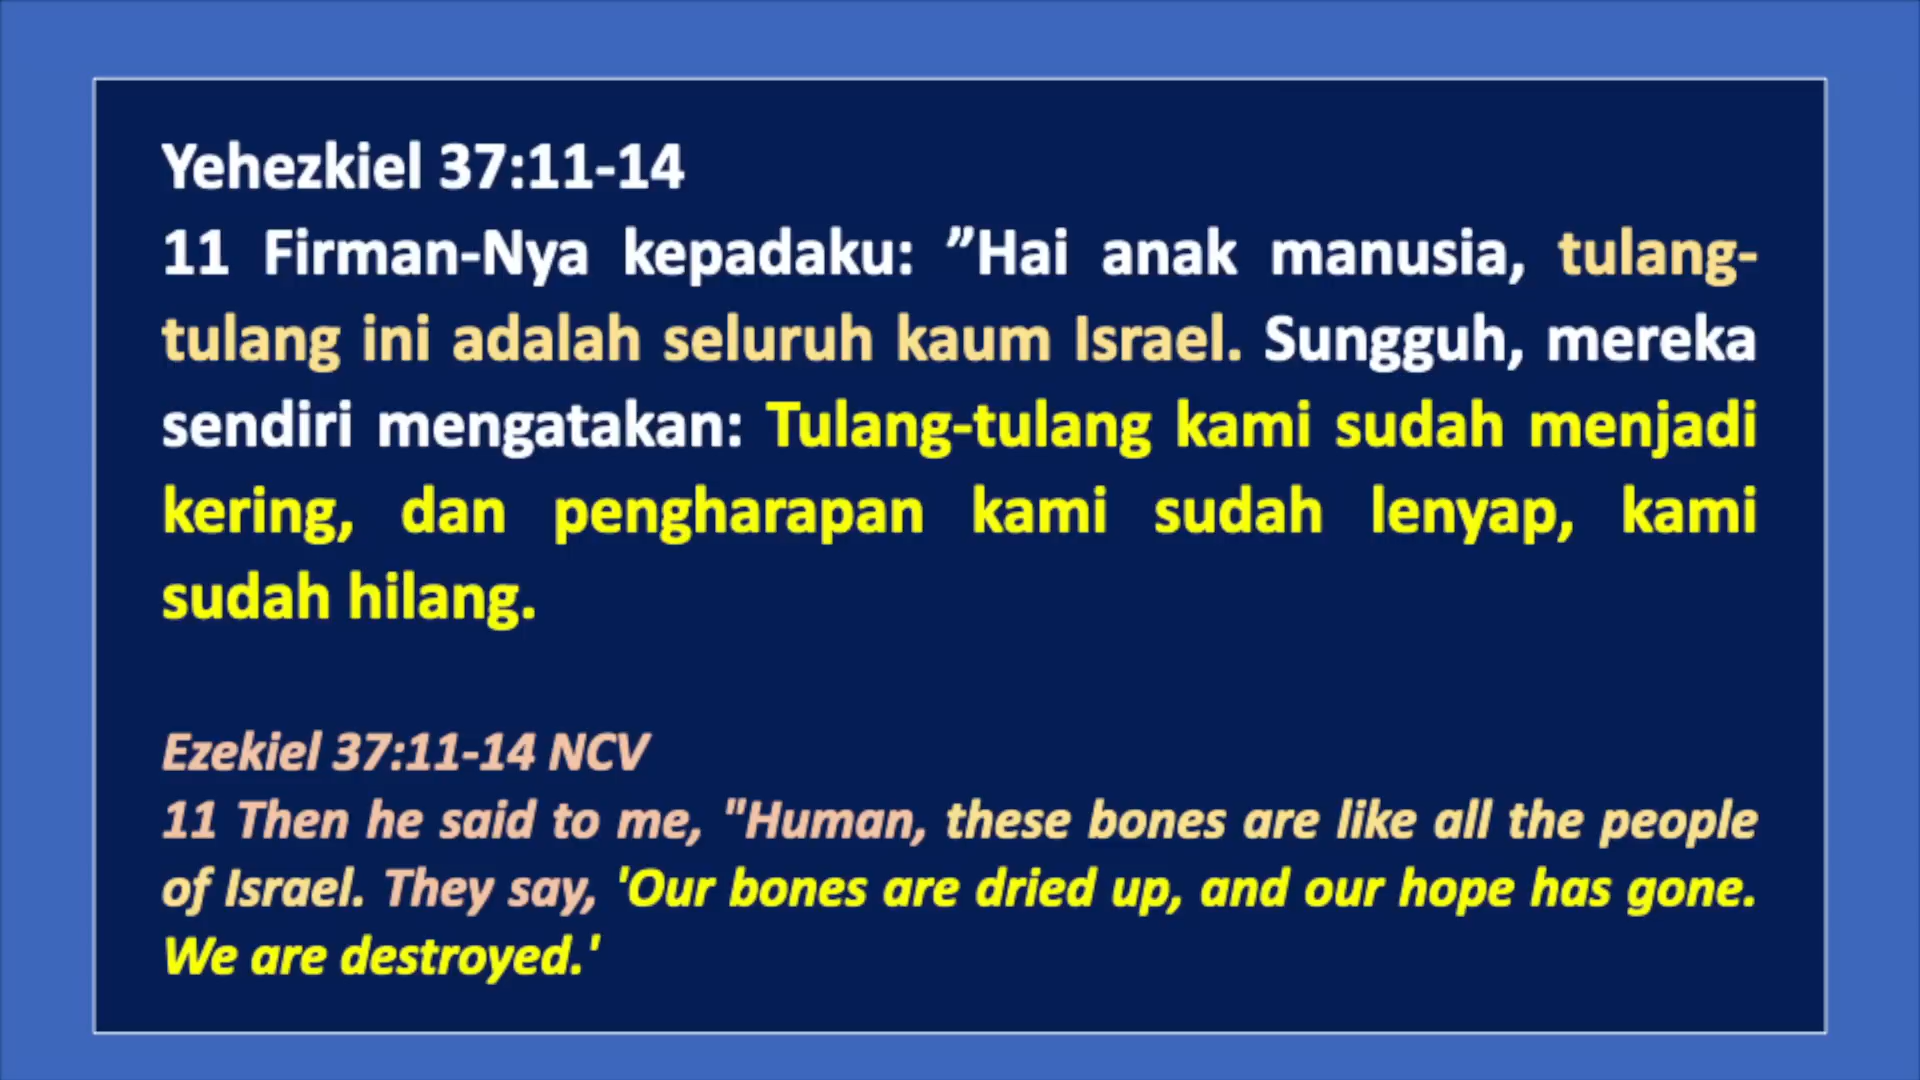 Yehezkiel 37:11-14
11 Firman-Nya kepadaku: ”Hai anak manusia, tulang-
tulang ini adalah seluruh kaum Israel. Sungguh, mereka
sendiri mengatakan: Tulang-tulang kami sudah menjadi
kering, dan pengharapan kami sudah lenyap, kami
sudah hilang.
Ezekiel 37:11-14 NCV
11 Then he said to me, "Human, these bones are like all the people
of Israel. They say, 'Our bones are dried up, and our hope has gone.
We are destroyed.'